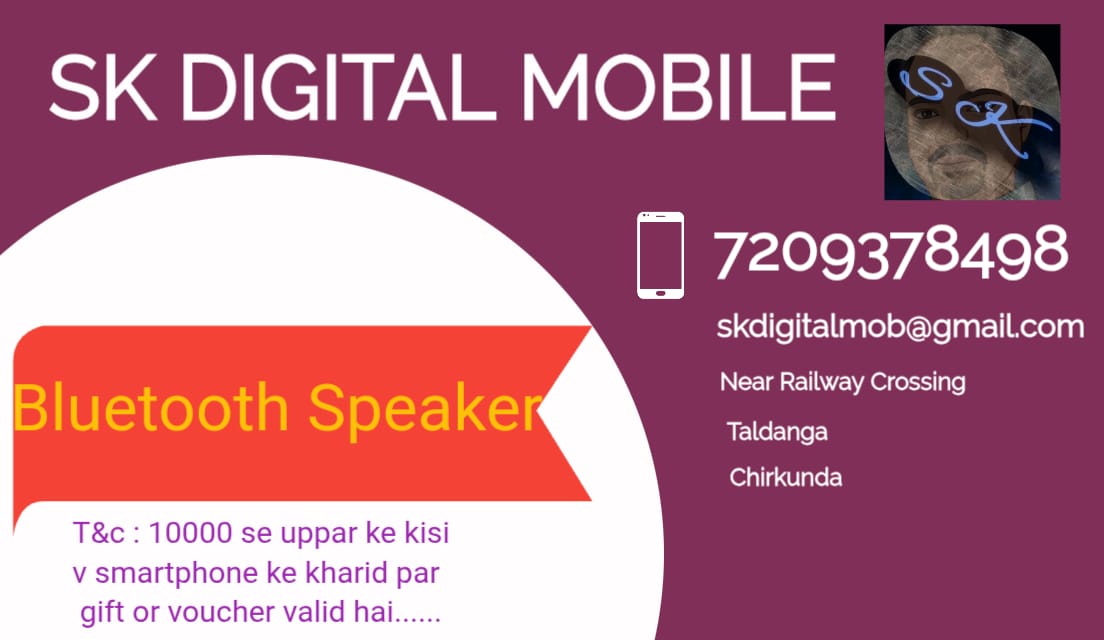 SK DIGITAL MOBILE
SK
7209378498
skdigitalmob@gmail.com
Near Railway Crossing
Taldanga
Chirkunda
Bluetooth Speaker
T&c : 10000 se uppar ke kisi
v smartphone ke kharid par
gift or voucher valid hai......